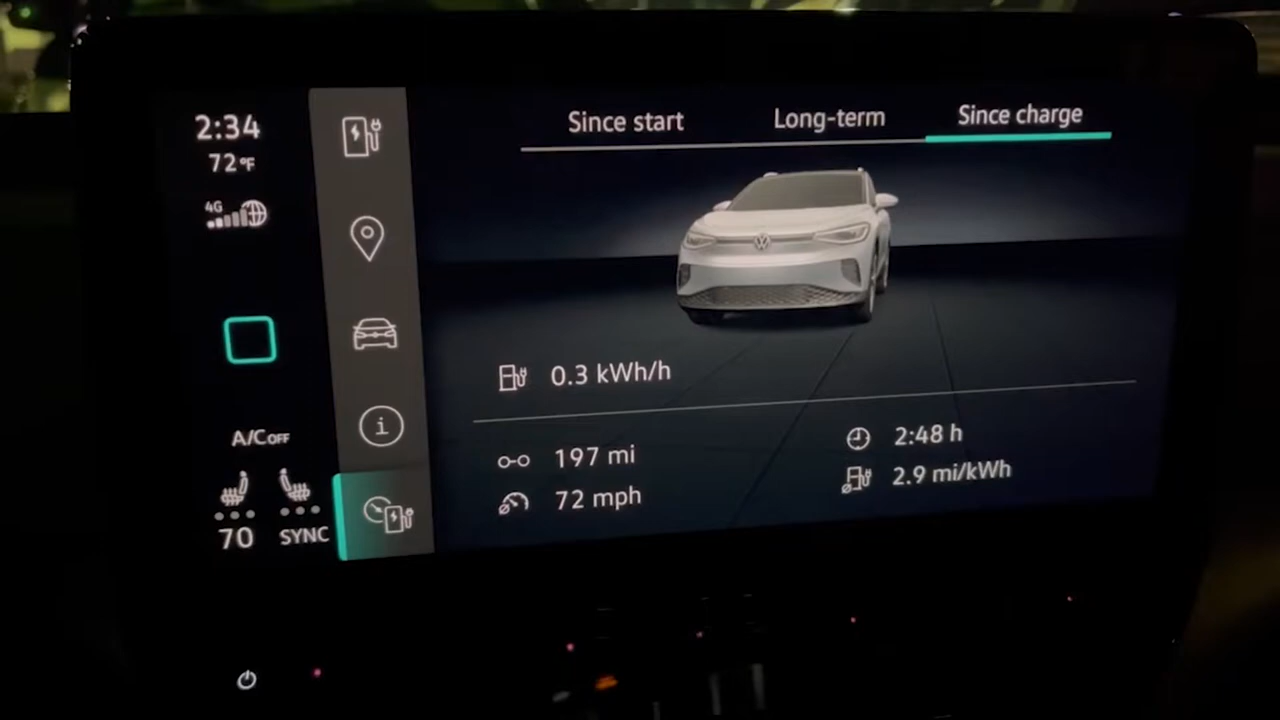 2:34
72°F
4G
A/C OFF
70 SYNC
Since start Long-term Since charge
0.3 kWh/h
197 mi
72 mph
2:48 h
2.9 mi/kWh